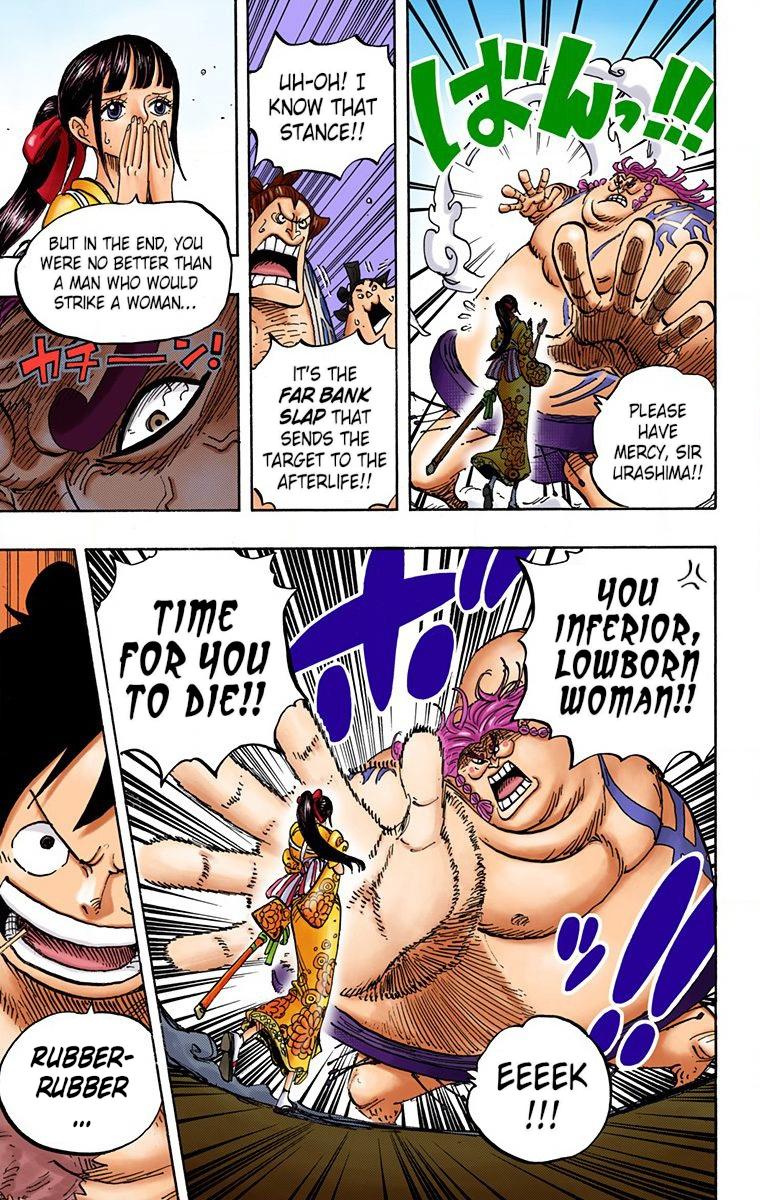 ばんっ!!!
PLEASE
HAVE
MERCY, SIR
URASHIMA!!
UH-OH! I
KNOW THAT
STANCE!!
IT'S THE
FAR BANK
SLAP THAT
SENDS THE
TARGET TO THE
AFTERLIFE!!
BUT IN THE END, YOU
WERE NO BETTER THAN
A MAN WHO WOULD
STRIKE A WOMAN...
カチーン!
YOU
INFERIOR,
LOWBORN
WOMAN!!
ボッ!!
TIME
FOR YOU
TO DIE!!
EEEEK
!!!
RUBBER-
RUBBER
...